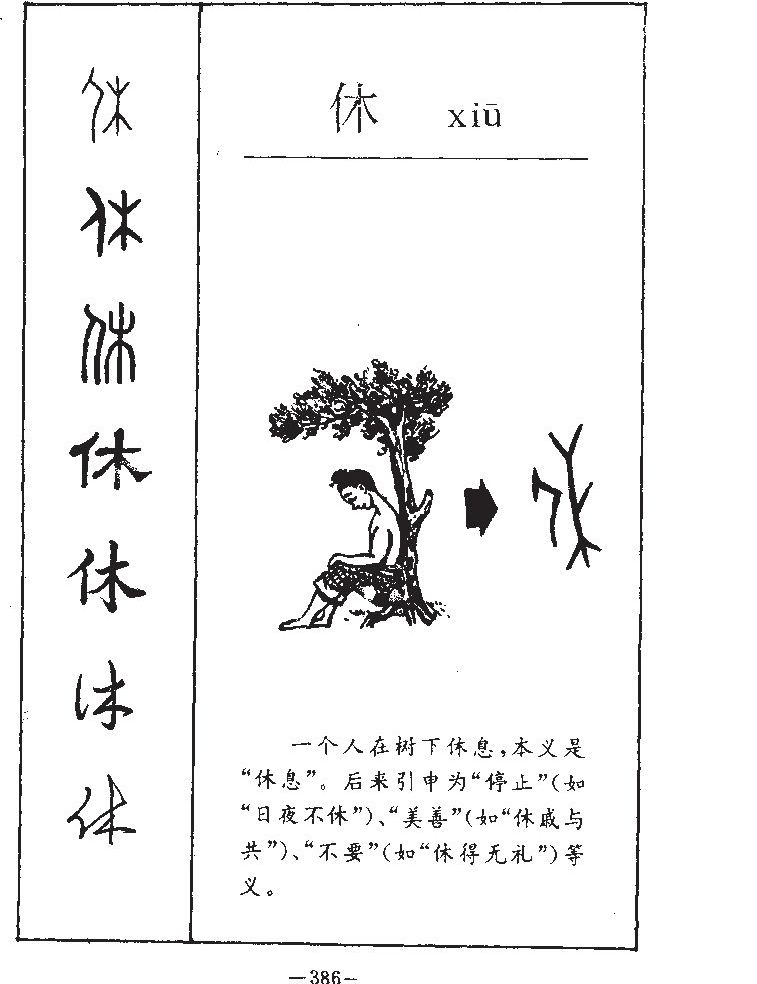 休 xiū
休
休
休
休
休
休
休
一个人在树下休息，本义是
“休息”。后来引申为“停止”（如
“日夜不休”）、“美善”（如“休戚与
共”）、“不要”（如“休得无礼”）等
义。
—386—